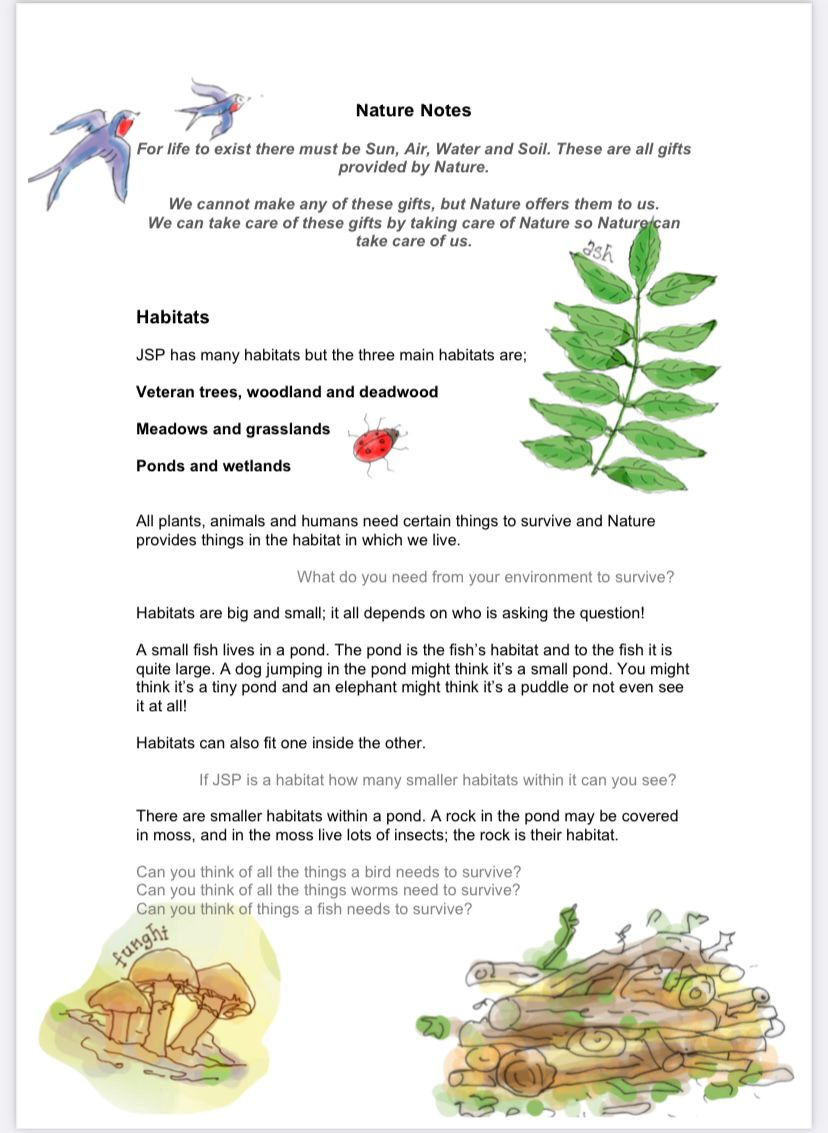 Nature Notes
For life to exist there must be Sun, Air, Water and Soil. These are all gifts
provided by Nature.
We cannot make any of these gifts, but Nature offers them to us.
We can take care of these gifts by taking care of Nature so Nature can
take care of us.
ash
Habitats
JSP has many habitats but the three main habitats are;
Veteran trees, woodland and deadwood
Meadows and grasslands
Ponds and wetlands
All plants, animals and humans need certain things to survive and Nature
provides things in the habitat in which we live.
What do you need from your environment to survive?
Habitats are big and small; it all depends on who is asking the question!
A small fish lives in a pond. The pond is the fish's habitat and to the fish it is
quite large. A dog jumping in the pond might think it's a small pond. You might
think it's a tiny pond and an elephant might think it's a puddle or not even see
it at all!
Habitats can also fit one inside the other.
If JSP is a habitat how many smaller habitats within it can you see?
There are smaller habitats within a pond. A rock in the pond may be covered
in moss, and in the moss live lots of insects; the rock is their habitat.
Can you think of all the things a bird needs to survive?
Can you think of all the things worms need to survive?
Can you think of things a fish needs to survive?
funghi